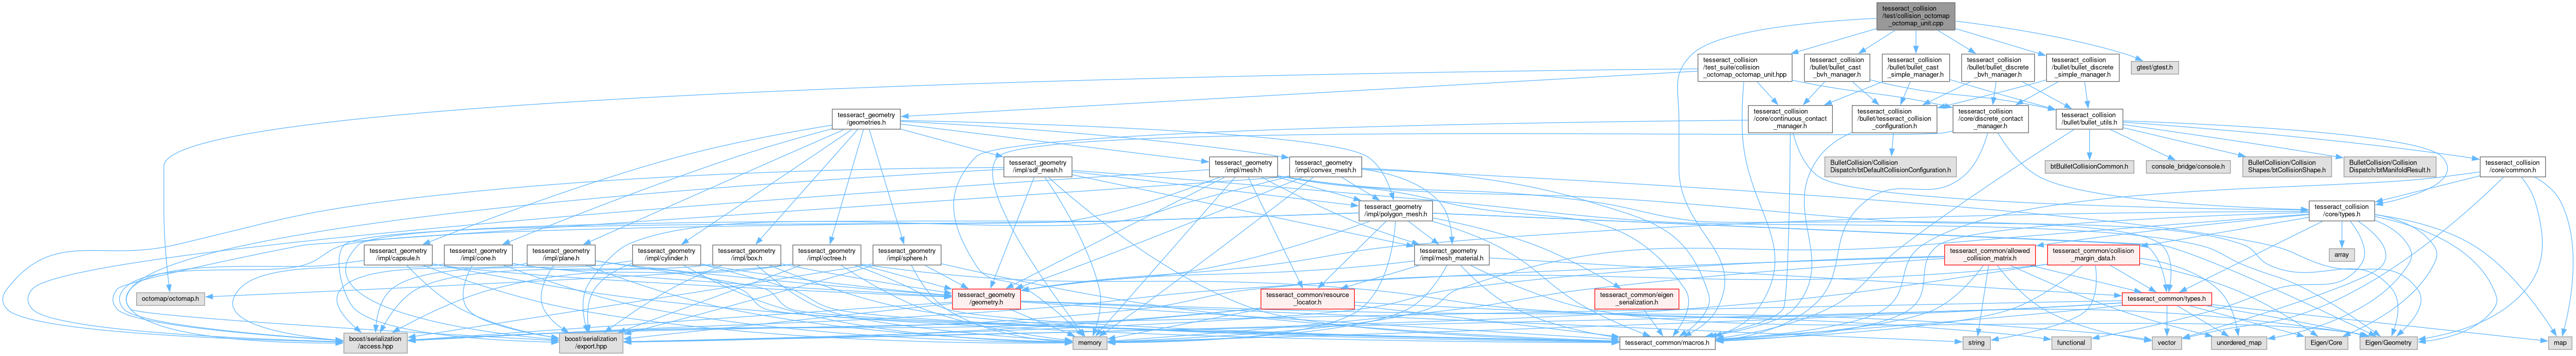 tesseract_collision
/test/collision_octomap
_octomap_unit.cpp
tesseract_collision
/test_suite/collision
_octomap_octomap_unit.hpp
tesseract_collision
/bullet/bullet_cast
_bvh_manager.h
tesseract_collision
/bullet/bullet_cast
_simple_manager.h
tesseract_collision
/bullet/bullet_discrete
_bvh_manager.h
tesseract_collision
/bullet/bullet_discrete
_simple_manager.h
gtest/gtest.h
tesseract_geometry
/geometries.h
tesseract_collision
/core/continuous_contact
_manager.h
tesseract_collision
/bullet/tesseract_collision
_configuration.h
tesseract_collision
/core/discrete_contact
_manager.h
tesseract_collision
/bullet/bullet_utils.h
tesseract_geometry
/impl/sdf_mesh.h
tesseract_geometry
/impl/mesh.h
tesseract_geometry
/impl/convex_mesh.h
BulletCollision/Collision
Dispatch/btDefaultCollisionConfiguration.h
btBulletCollisionCommon.h
console_bridge/console.h
BulletCollision/Collision
Shapes/btCollisionShape.h
BulletCollision/Collision
Dispatch/btManifoldResult.h
tesseract_collision
/core/common.h
tesseract_geometry
/impl/polygon_mesh.h
tesseract_collision
/core/types.h
tesseract_geometry
/impl/capsule.h
tesseract_geometry
/impl/cone.h
tesseract_geometry
/impl/plane.h
tesseract_geometry
/impl/cylinder.h
tesseract_geometry
/impl/box.h
tesseract_geometry
/impl/octree.h
tesseract_geometry
/impl/sphere.h
tesseract_geometry
/impl/mesh_material.h
tesseract_common/allowed
_collision_matrix.h
tesseract_common/collision
_margin_data.h
array
octomap/octomap.h
tesseract_geometry
/geometry.h
tesseract_common/resource
_locator.h
tesseract_common/eigen
_serialization.h
tesseract_common/types.h
boost/serialization
/access.hpp
boost/serialization
/export.hpp
memory
tesseract_common/macros.h
string
functional
vector
unordered_map
Eigen/Core
Eigen/Geometry
map